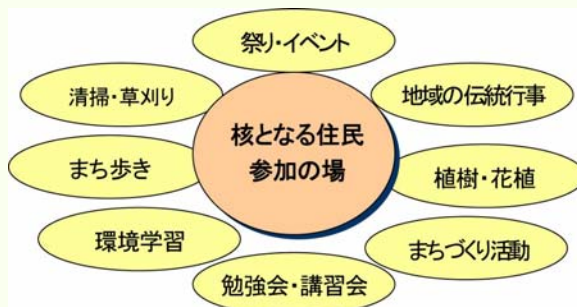 祭り・イベント
清掃・草刈り
地域の伝統行事
核となる住民
参加の場
まち歩き
植樹・花植
環境学習
まちづくり活動
勉強会・講習会